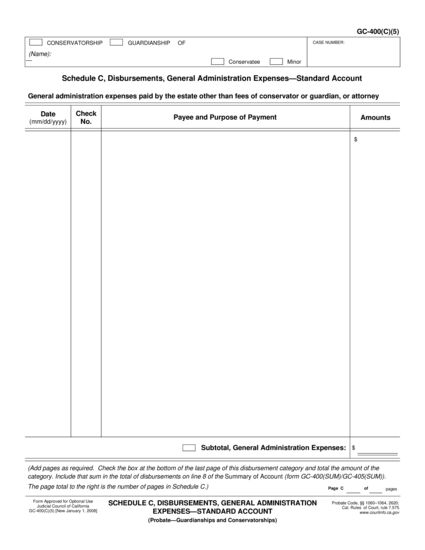 GC-400(C)(5)
CONSERVATORSHIP GUARDIANSHIP OF
CASE NUMBER:
(Name):
Conservatee Minor
Schedule C, Disbursements, General Administration Expenses—Standard Account
General administration expenses paid by the estate other than fees of conservator or guardian, or attorney
Date
(mm/dd/yyyy)
Check
No.
Payee and Purpose of Payment
Amounts
$
Subtotal, General Administration Expenses: $
(Add pages as required. Check the box at the bottom of the last page of this disbursement category and total the amount of the
category. Include that sum in the total of disbursements on line 8 of the Summary of Account (form GC-400(SUM)/GC-405(SUM)).
The page total to the right is the number of pages in Schedule C.)
Page C of pages
Form Approved for Optional Use
Judicial Council of California
GC-400(C)(5) [New January 1, 2008]
SCHEDULE C, DISBURSEMENTS, GENERAL ADMINISTRATION
EXPENSES—STANDARD ACCOUNT
(Probate—Guardianships and Conservatorships)
Probate Code, §§ 1060–1064, 2620;
Cal. Rules of Court, rule 7.575
www.courtinfo.ca.gov